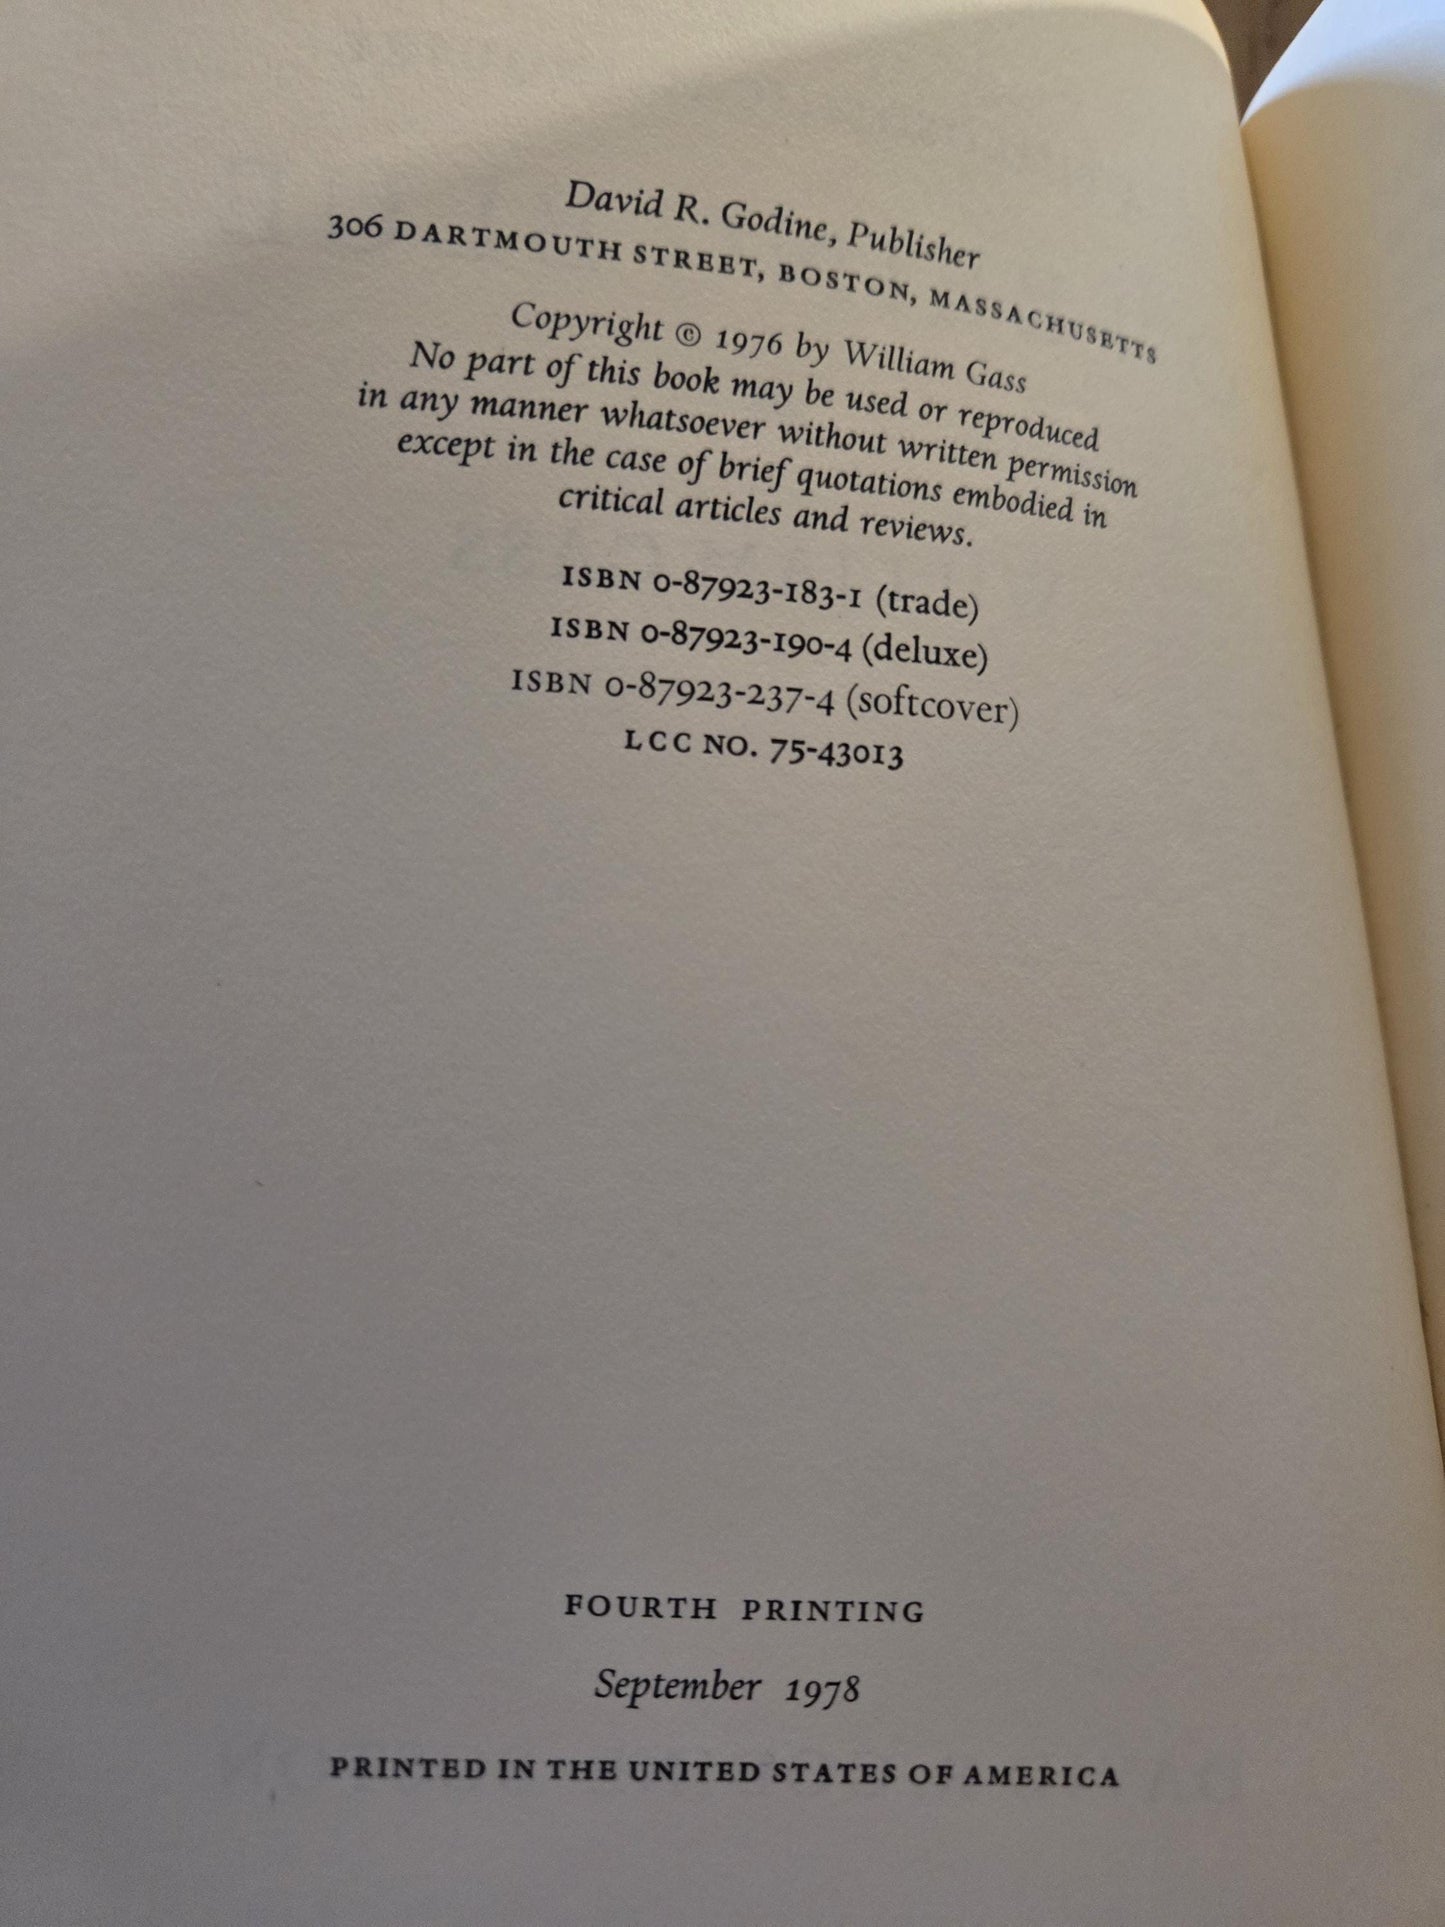 David R. Godine, Publisher
306 DARTMOUTH STREET, BOSTON, MASSACHUSETTS
Copyright © 1976 by William Gass
No part of this book may be used or reproduced
in any manner whatsoever without written permission
except in the case of brief quotations embodied in
critical articles and reviews.
ISBN 0-87923-183-1 (trade)
ISBN 0-87923-190-4 (deluxe)
ISBN 0-87923-237-4 (softcover)
LCC NO. 75-43013
FOURTH PRINTING
September 1978
PRINTED IN THE UNITED STATES OF AMERICA